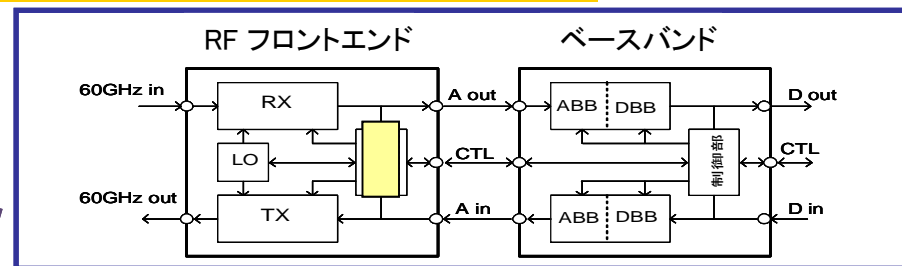 RF フロントエンド
ベースバンド
60GHz in
RX
A out
ABB
DBB
D out
LO
CTL
制御部
CTL
60GHz out
TX
A in
ABB
DBB
D in